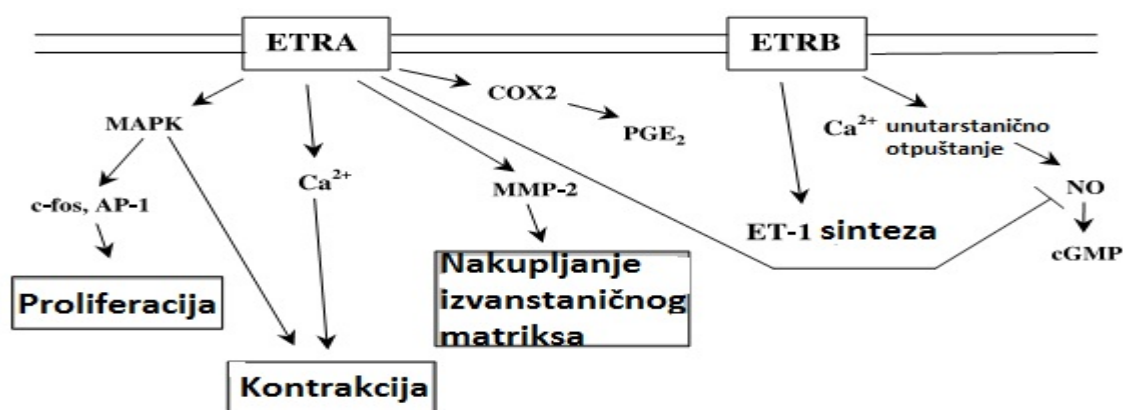 ETRA
ETRB
COX2
PGE₂
MAPK
c-fos, AP-1
Proliferacija
Ca²⁺
Kontrakcija
MMP-2
Nakupljanje
izvanstaničnog
matriksa
ET-1 sinteza
Ca²⁺ unutarstanično
otpuštanje
NO
cGMP